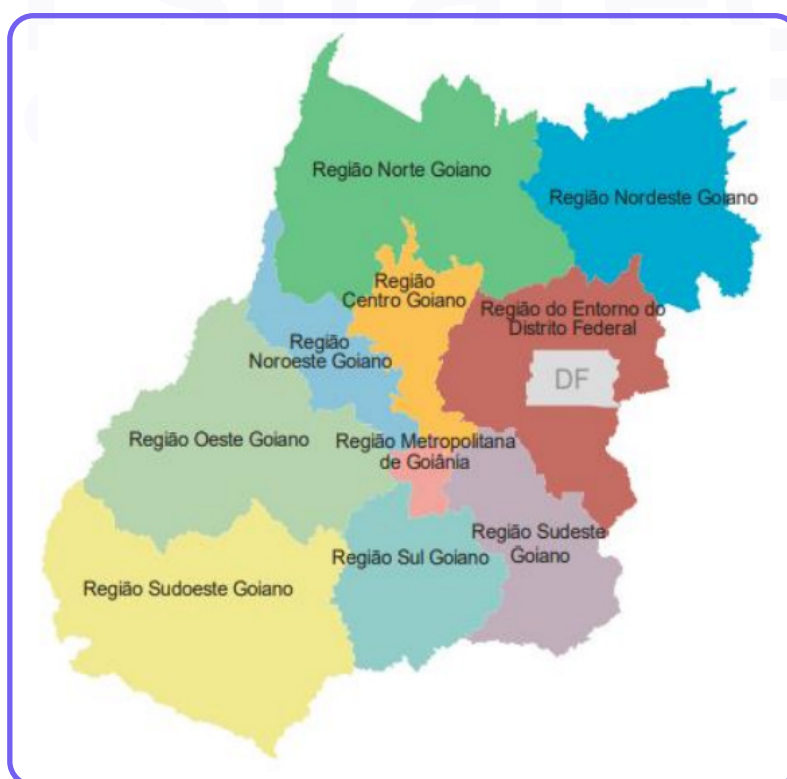 Região Norte Goiano
Região Nordeste Goiano
Região
Centro Goiano
Região do Entorno do
Distrito Federal
Região
Noroeste Goiano
DF
Região Oeste Goiano
Região Metropolitana
de Goiânia
Região Sudeste
Goiano
Região Sul Goiano
Região Sudoeste Goiano